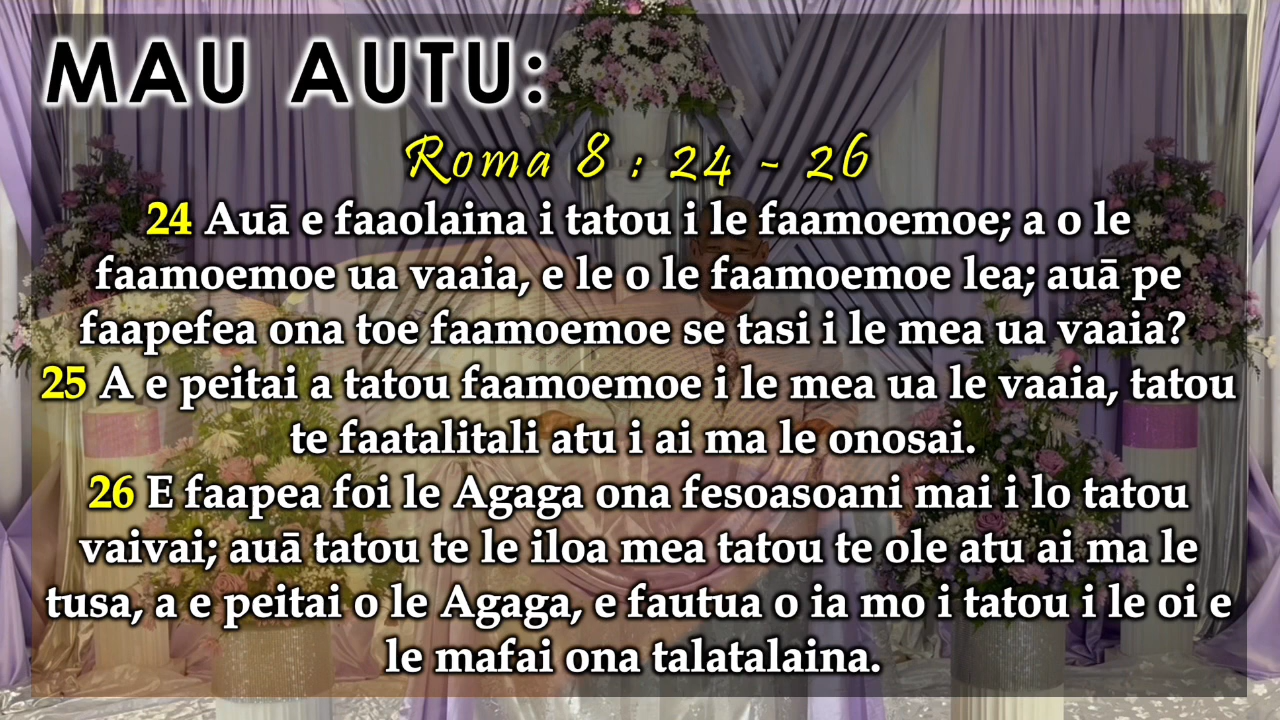 MAU AUTU:
Roma 8 : 24 - 26
24 Auā e faaolaina i tatou i le faamoemoe; a o le
faamoemoe ua vaaia, e le o le faamoemoe lea; auā pe
faapefea ona toe faamoemoe se tasi i le mea ua vaaia?
25 A e peitai a tatou faamoemoe i le mea ua le vaaia, tatou
te faatalitali atu i ai ma le onosai.
26 E faapea foi le Agaga ona fesoasoani mai i lo tatou
vaivai; auā tatou te le iloa mea tatou te ole atu ai ma le
tusa, a e peitai o le Agaga, e fautua o ia mo i tatou i le oi e
le mafai ona talatalaina.